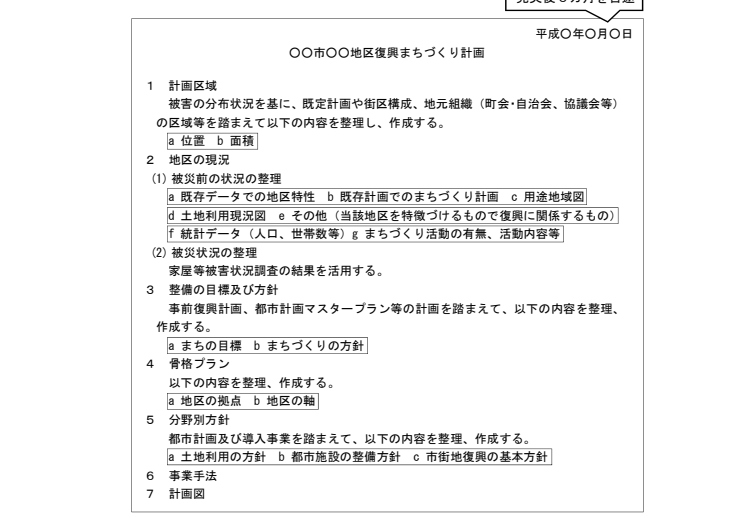 平成〇年〇月〇日
〇〇市〇〇地区復興まちづくり計画
1 計画区域
被害の分布状況を基に、既定計画や街区構成、地元組織（町会・自治会、協議会等）
の区域等を踏まえて以下の内容を整理し、作成する。
a 位置 b 面積
2 地区の現況
(1) 被災前の状況の整理
a 既存データでの地区特性 b 既存計画でのまちづくり計画 c 用途地域図
d 土地利用現況図 e その他（当該地区を特徴づけるもので復興に関係するもの）
f 統計データ（人口、世帯数等）g まちづくり活動の有無、活動内容等
(2) 被災状況の整理
家屋等被害状況調査の結果を活用する。
3 整備の目標及び方針
事前復興計画、都市計画マスタープラン等の計画を踏まえて、以下の内容を整理、
作成する。
a まちの目標 b まちづくりの方針
4 骨格プラン
以下の内容を整理、作成する。
a 地区の拠点 b 地区の軸
5 分野別方針
都市計画及び導入事業を踏まえて、以下の内容を整理、作成する。
a 土地利用の方針 b 都市施設の整備方針 c 市街地復興の基本方針
6 事業手法
7 計画図